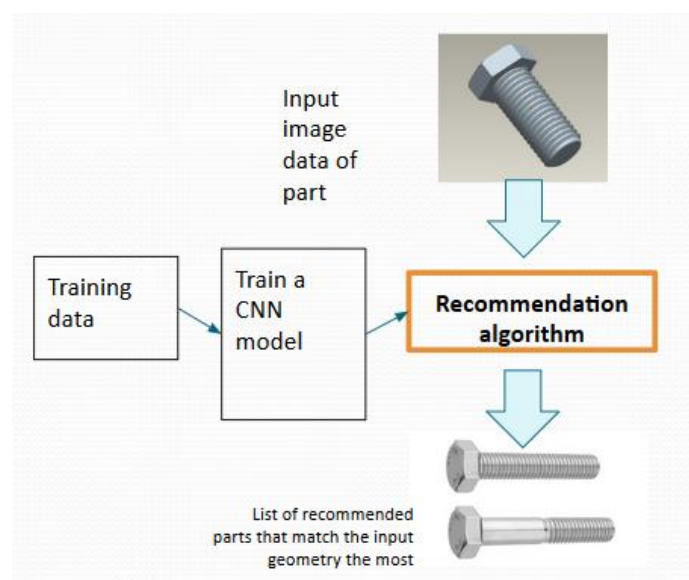 Input
image
data of
part
Training
data
Train a
CNN
model
Recommendation
algorithm
List of recommended
parts that match the input
geometry the most